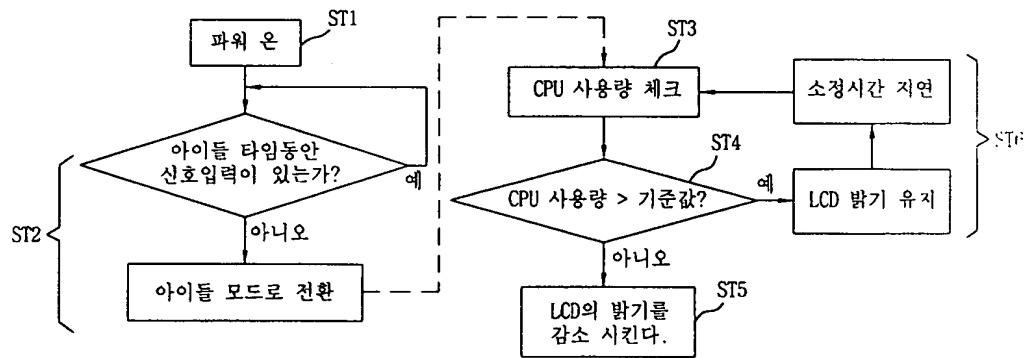 ST1
파워 온
아이들 타임동안
신호입력이 있는가?
예
ST2
아니오
아이들 모드로 전환
ST3
CPU 사용량 체크
소정시간 지연
ST4
CPU 사용량 > 기준값?
예
LCD 밝기 유지
ST6
아니오
ST5
LCD의 밝기를
감소 시킨다.